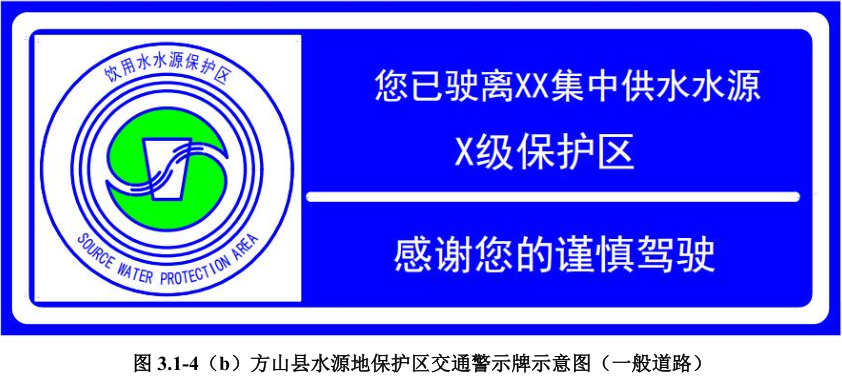 饮用水水源保护区
SOURCE WATER PROTECTION AREA
您已驶离XX集中供水水源
X级保护区
感谢您的谨慎驾驶
图 3.1-4（b）方山县水源地保护区交通警示牌示意图（一般道路）